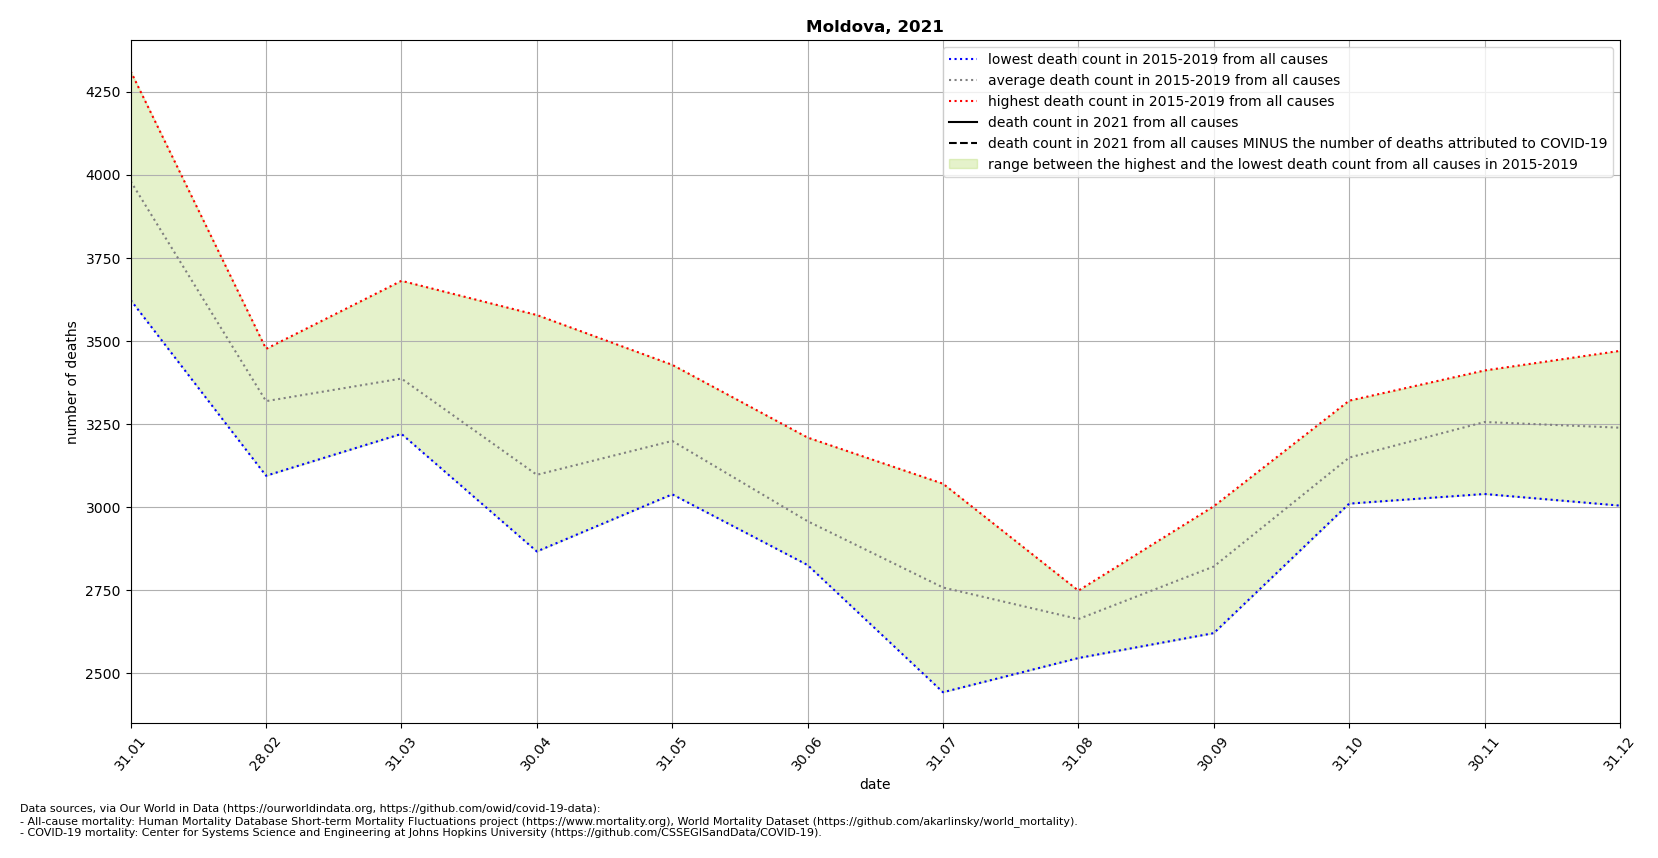 Moldova, 2021
lowest death count in 2015-2019 from all causes
average death count in 2015-2019 from all causes
highest death count in 2015-2019 from all causes
death count in 2021 from all causes
death count in 2021 from all causes MINUS the number of deaths attributed to COVID-19
range between the highest and the lowest death count from all causes in 2015-2019
4250
4000
3750
3500
3250
3000
2750
2500
number of deaths
31.01
28.02
31.03
30.04
31.05
30.06
31.07
31.08
30.09
31.10
30.11
31.12
date
Data sources, via Our World in Data (https://ourworldindata.org, https://github.com/owid/covid-19-data):
- All-cause mortality: Human Mortality Database Short-term Mortality Fluctuations project (https://www.mortality.org), World Mortality Dataset (https://github.com/akarlinsky/world_mortality).
- COVID-19 mortality: Center for Systems Science and Engineering at Johns Hopkins University (https://github.com/CSSEGISandData/COVID-19).